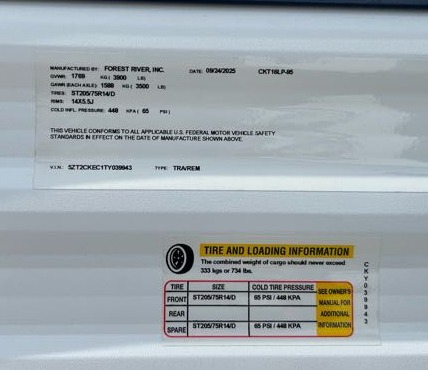 MANUFACTURED BY: FOREST RIVER, INC. DATE: 09/24/2025 CKT16LP-85
GVWR: 1769 KG ( 3900 LB)
GAWR (EACH AXLE): 1588 KG ( 3500 LB)
TIRES: ST205/75R14/D
RIMS: 14X5.5J
COLD INFL. PRESSURE: 448 KPA ( 65 PSI )
THIS VEHICLE CONFORMS TO ALL APPLICABLE U.S. FEDERAL MOTOR VEHICLE SAFETY
STANDARDS IN EFFECT ON THE DATE OF MANUFACTURE SHOWN ABOVE.
V.I.N.: 5ZT2CKEC1TY039943 TYPE: TRA/REM
TIRE AND LOADING INFORMATION
The combined weight of cargo should never exceed
333 kgs or 734 lbs.
TIRE SIZE COLD TIRE PRESSURE
FRONT ST205/75R14/D 65 PSI / 448 KPA
REAR
SPARE ST205/75R14/D 65 PSI / 448 KPA
SEE OWNER'S
MANUAL FOR
ADDITIONAL
INFORMATION
CKY039943